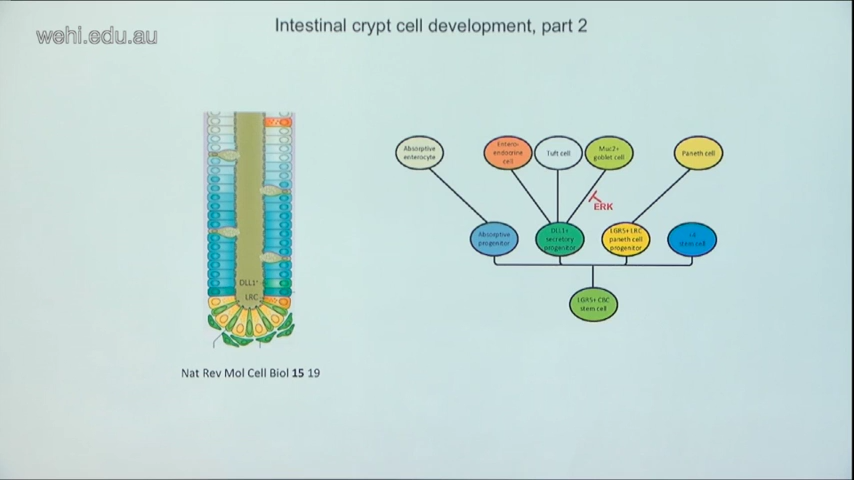 wehi.edu.au
Intestinal crypt cell development, part 2
Absorptive
enterocyte
Entero-
endocrine
cell
Tuft cell
Muc2+
goblet cell
Paneth cell
ERK
Absorptive
progenitor
DLL1+
secretory
progenitor
LGR5+ LRC
paneth cell
progenitor
+4
stem cell
LGR5+ CBC
stem cell
DLL1+
LRC
Nat Rev Mol Cell Biol 15 19